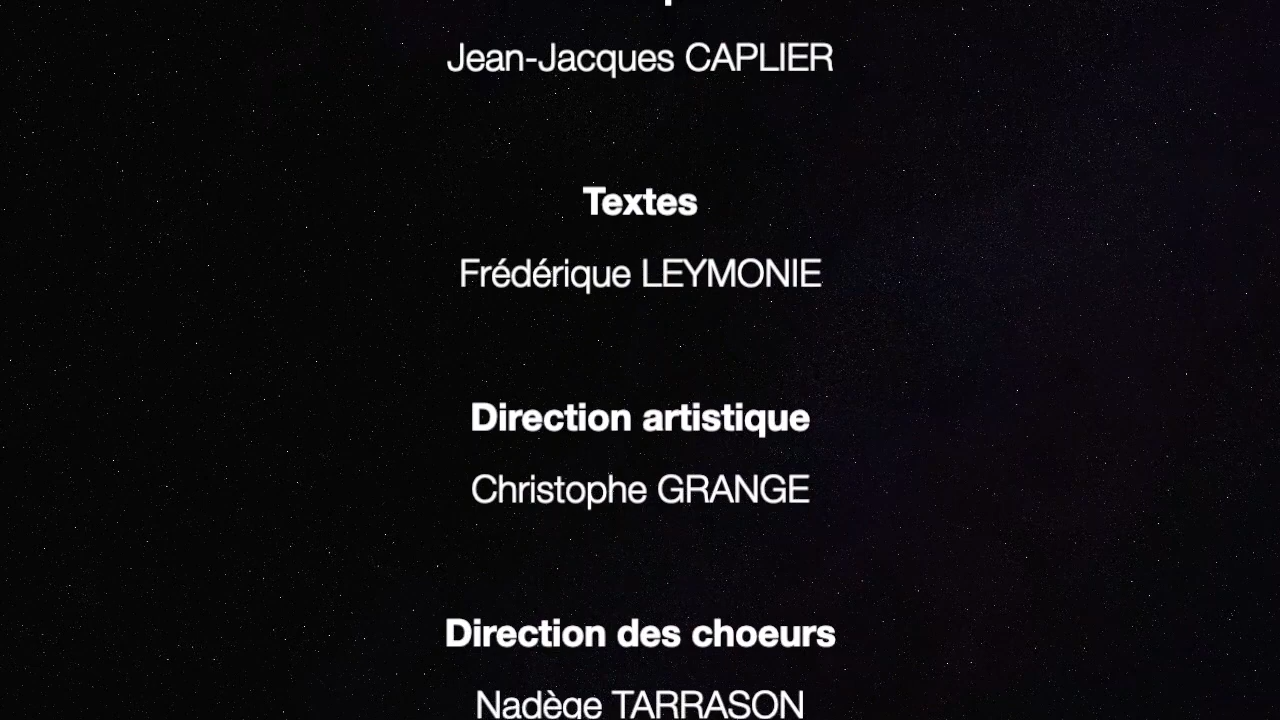 Jean-Jacques CAPLIER
Textes
Frédérique LEYMONIE
Direction artistique
Christophe GRANGE
Direction des choeurs
Nadège TARRASON